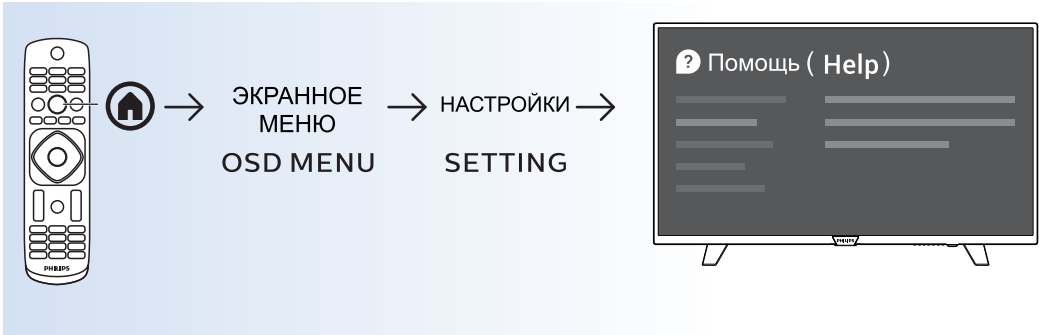 ЭКРАННОЕ
МЕНЮ
OSD MENU
НАСТРОЙКИ
SETTING
? Помощь ( Help)
PHILIPS
PHILIPS